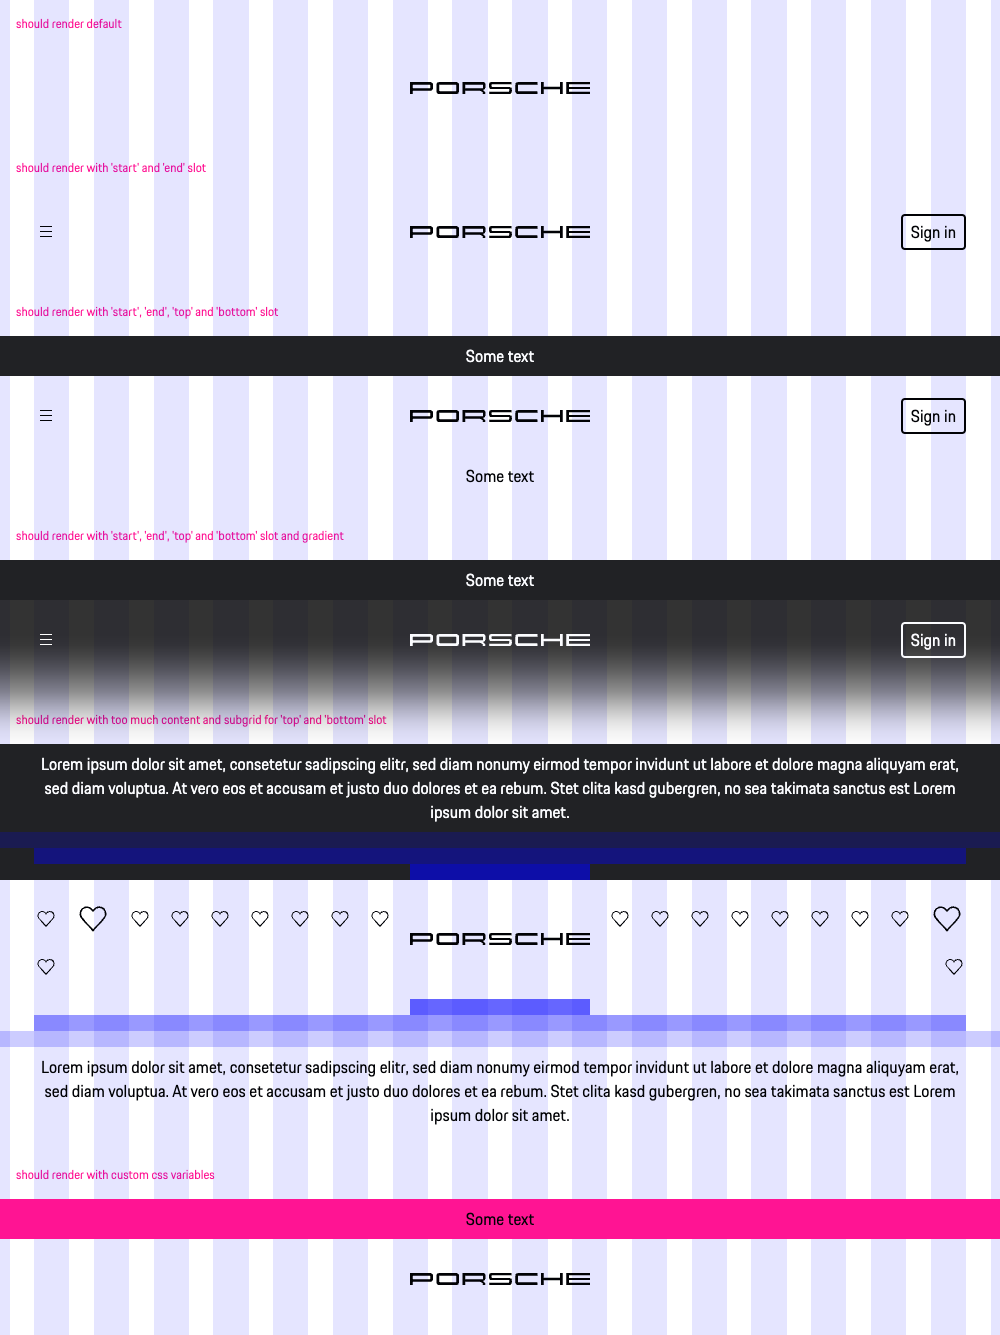 should render default
PORSCHE
should render with 'start' and 'end' slot
PORSCHE Sign in
should render with 'start', 'end', 'top' and 'bottom' slot
Some text
PORSCHE Sign in
Some text
should render with 'start', 'end', 'top' and 'bottom' slot and gradient
Some text
PORSCHE Sign in
should render with too much content and subgrid for 'top' and 'bottom' slot
Lorem ipsum dolor sit amet, consetetur sadipscing elitr, sed diam nonumy eirmod tempor invidunt ut labore et dolore magna aliquyam erat,
sed diam voluptua. At vero eos et accusam et justo duo dolores et ea rebum. Stet clita kasd gubergren, no sea takimata sanctus est Lorem
ipsum dolor sit amet.
PORSCHE
Lorem ipsum dolor sit amet, consetetur sadipscing elitr, sed diam nonumy eirmod tempor invidunt ut labore et dolore magna aliquyam erat,
sed diam voluptua. At vero eos et accusam et justo duo dolores et ea rebum. Stet clita kasd gubergren, no sea takimata sanctus est Lorem
ipsum dolor sit amet.
should render with custom css variables
Some text
PORSCHE